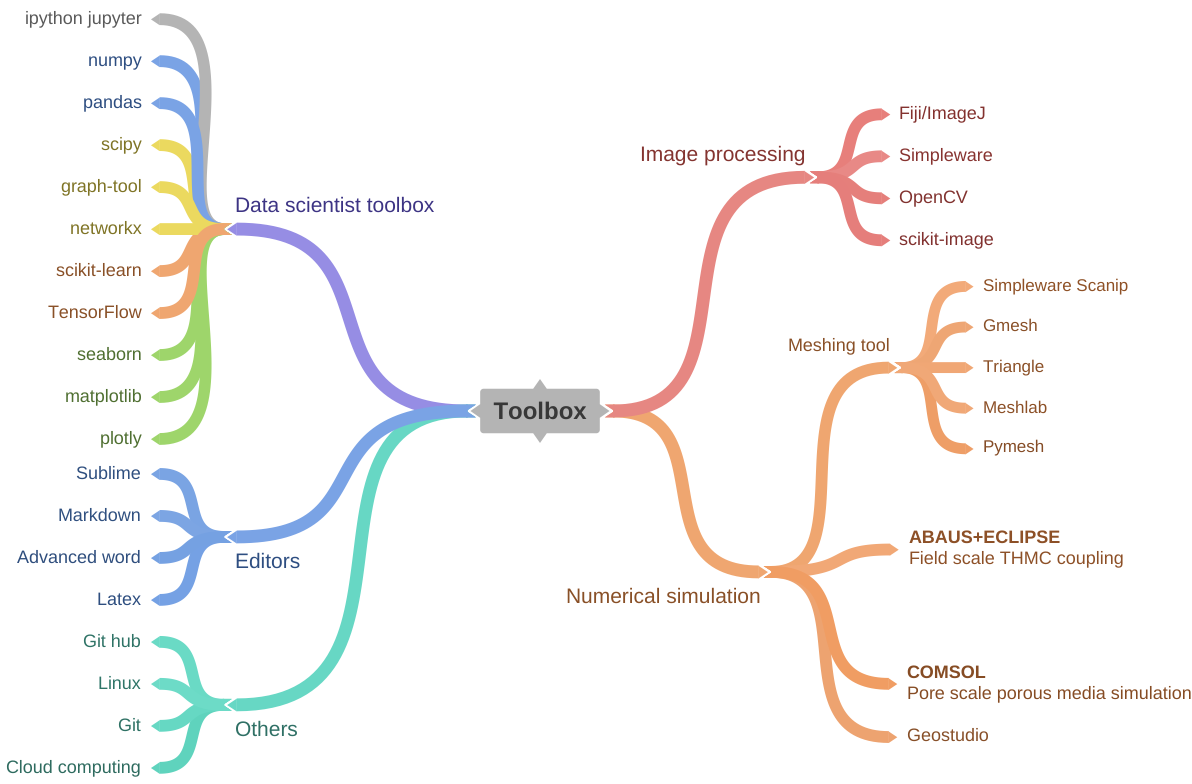 Toolbox
Data scientist toolbox
ipython jupyter
numpy
pandas
scipy
graph-tool
networkx
scikit-learn
TensorFlow
seaborn
matplotlib
plotly
Editors
Sublime
Markdown
Advanced word
Latex
Others
Git hub
Linux
Git
Cloud computing
Image processing
Fiji/ImageJ
Simpleware
OpenCV
scikit-image
Numerical simulation
Meshing tool
Simpleware Scanip
Gmesh
Triangle
Meshlab
Pymesh
ABAUS+ECLIPSE
Field scale THMC coupling
COMSOL
Pore scale porous media simulation
Geostudio